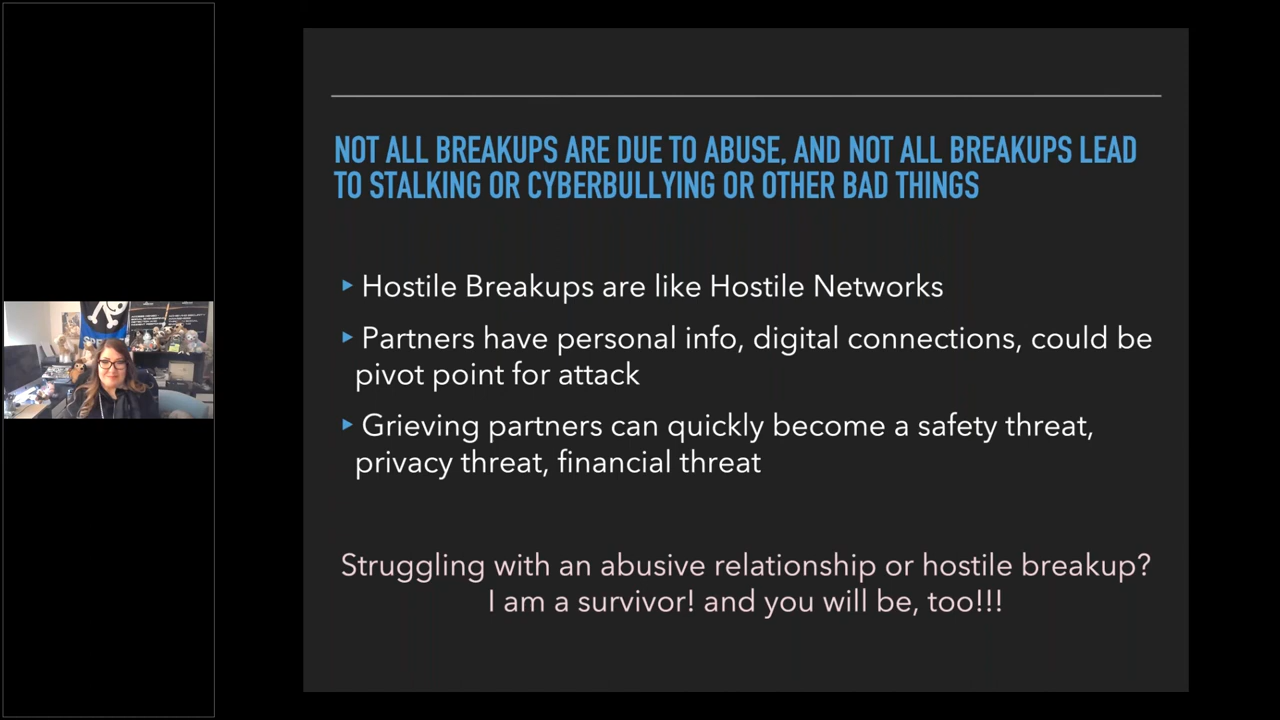 NOT ALL BREAKUPS ARE DUE TO ABUSE, AND NOT ALL BREAKUPS LEAD
TO STALKING OR CYBERBULLYING OR OTHER BAD THINGS
Hostile Breakups are like Hostile Networks
Partners have personal info, digital connections, could be
pivot point for attack
Grieving partners can quickly become a safety threat,
privacy threat, financial threat
Struggling with an abusive relationship or hostile breakup?
I am a survivor! and you will be, too!!!